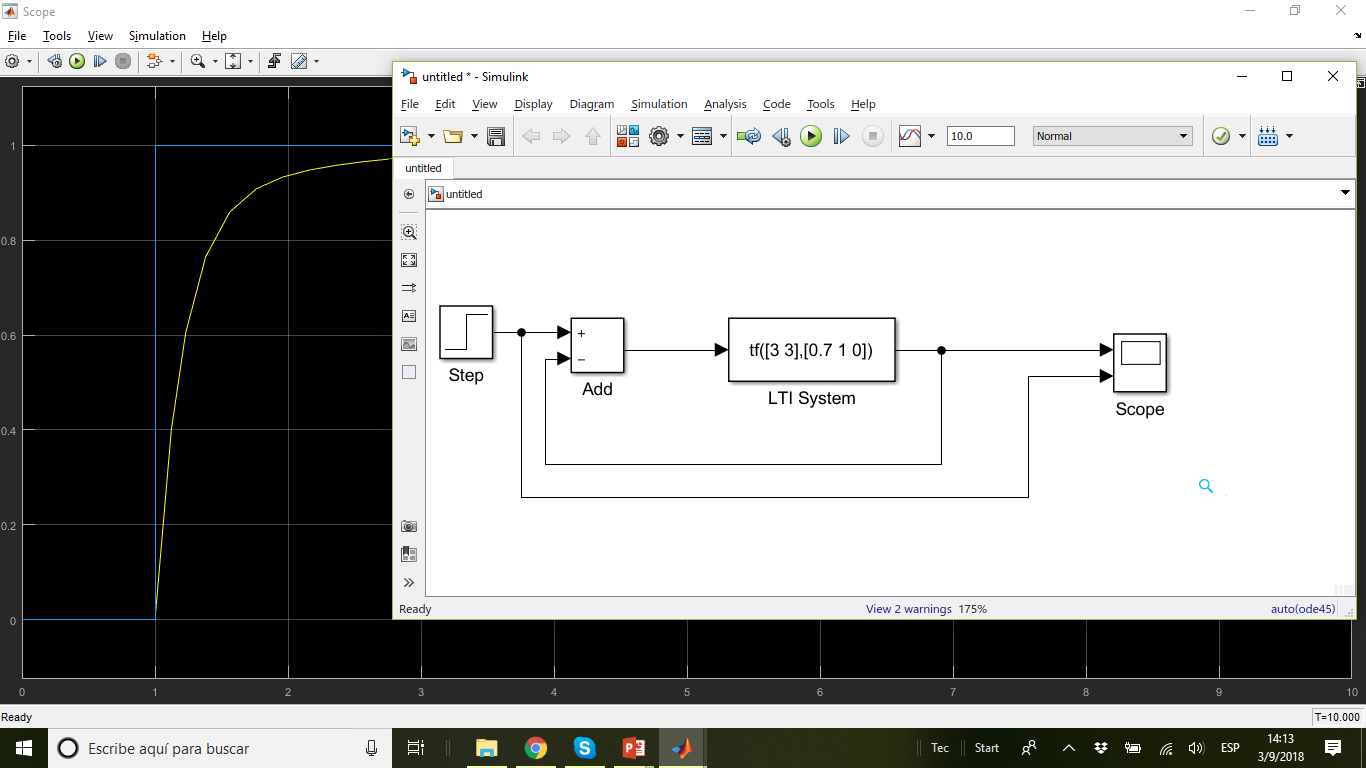 Scope
File Tools View Simulation Help
untitled * - Simulink
File Edit View Display Diagram Simulation Analysis Code Tools Help
10.0 Normal
untitled
untitled
1
0.8
0.6
0.4
0.2
0
+
−
tf([3 3],[0.7 1 0])
Step
Add
LTI System
Scope
Ready View 2 warnings 175% auto(ode45)
0 1 2 3 4 5 6 7 8 9 10
Ready T=10.000
Escribe aquí para buscar Tec Start ESP 14:13
3/9/2018